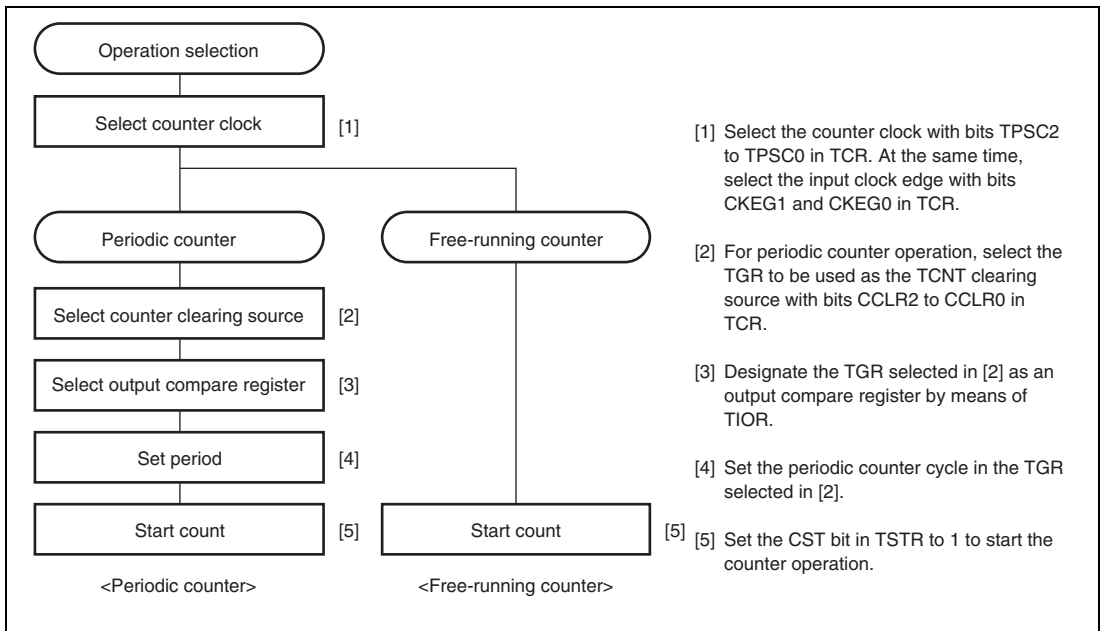 Operation selection
Select counter clock
[1]
Periodic counter
Free-running counter
Select counter clearing source
[2]
Select output compare register
[3]
Set period
[4]
Start count
[5]
Start count
[5]
<Periodic counter>
<Free-running counter>
[1] Select the counter clock with bits TPSC2
to TPSC0 in TCR. At the same time,
select the input clock edge with bits
CKEG1 and CKEG0 in TCR.
[2] For periodic counter operation, select the
TGR to be used as the TCNT clearing
source with bits CCLR2 to CCLR0 in
TCR.
[3] Designate the TGR selected in [2] as an
output compare register by means of
TIOR.
[4] Set the periodic counter cycle in the TGR
selected in [2].
[5] Set the CST bit in TSTR to 1 to start the
counter operation.